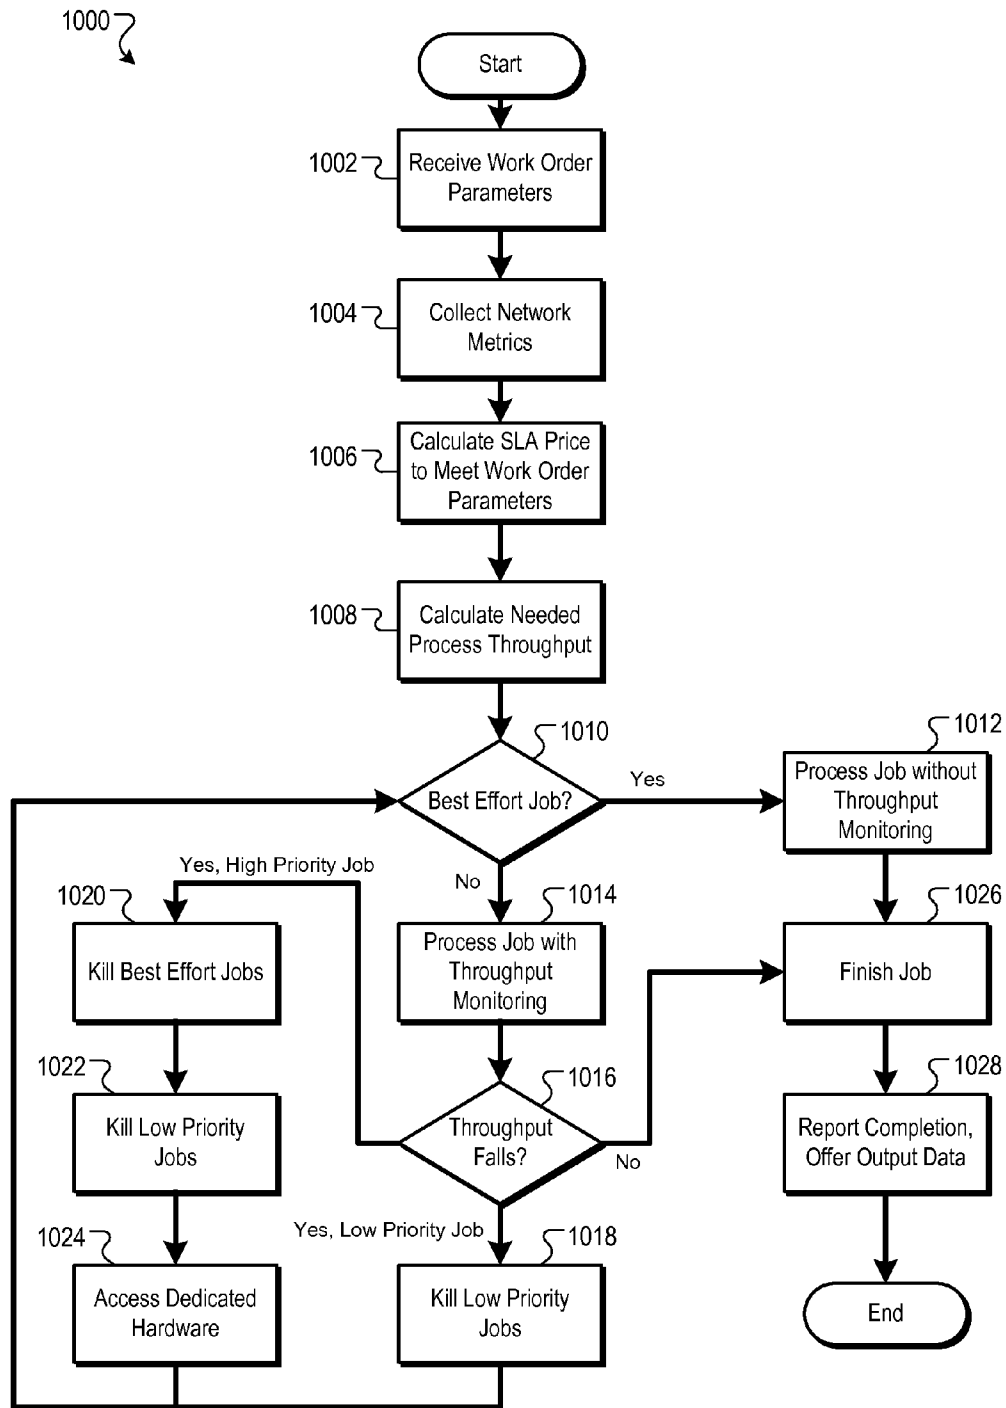 1000
Start
1002
Receive Work Order
Parameters
1004
Collect Network
Metrics
1006
Calculate SLA Price
to Meet Work Order
Parameters
1008
Calculate Needed
Process Throughput
1010
Best Effort Job?
Yes
1012
Process Job without
Throughput
Monitoring
No
1014
Process Job with
Throughput
Monitoring
1016
Throughput
Falls?
Yes, High Priority Job
1020
Kill Best Effort Jobs
1022
Kill Low Priority
Jobs
1024
Access Dedicated
Hardware
Yes, Low Priority Job
1018
Kill Low Priority
Jobs
No
1026
Finish Job
1028
Report Completion,
Offer Output Data
End